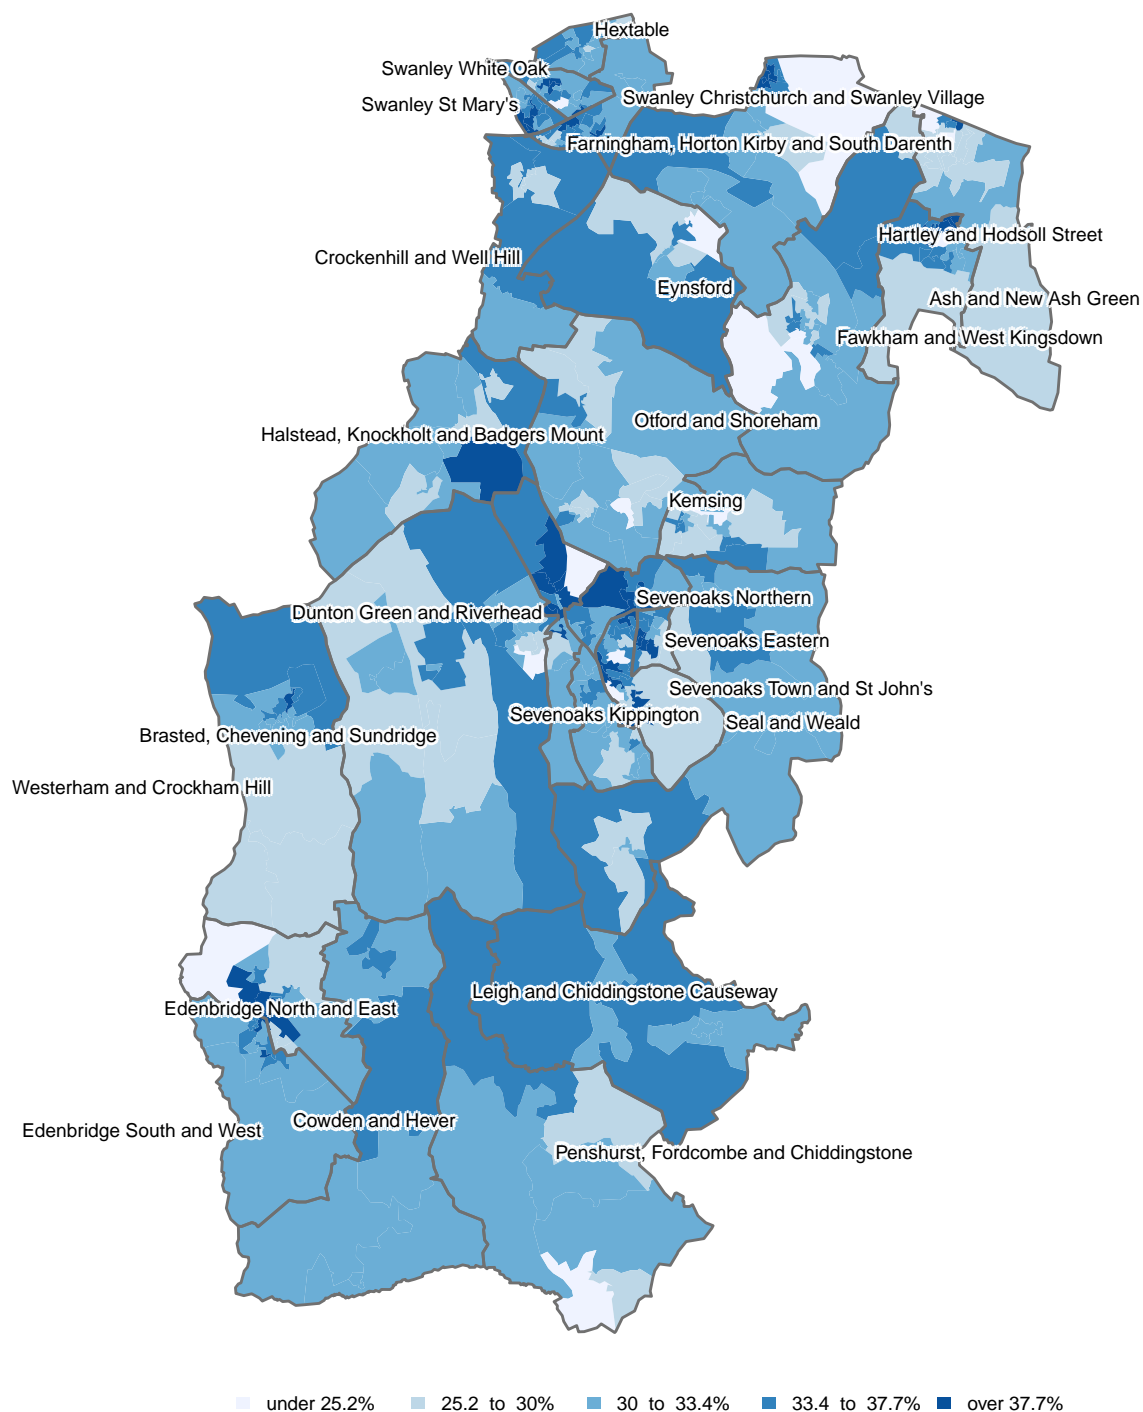 Hextable
Swanley White Oak
Swanley St Mary's
Swanley Christchurch and Swanley Village
Farningham, Horton Kirby and South Darenth
Hartley and Hodsoll Street
Crockenhill and Well Hill
Eynsford
Ash and New Ash Green
Fawkham and West Kingsdown
Otford and Shoreham
Halstead, Knockholt and Badgers Mount
Kemsing
Sevenoaks Northern
Dunton Green and Riverhead
Sevenoaks Eastern
Sevenoaks Town and St John's
Sevenoaks Kippington
Seal and Weald
Brasted, Chevening and Sundridge
Westerham and Crockham Hill
Leigh and Chiddingstone Causeway
Edenbridge North and East
Cowden and Hever
Edenbridge South and West
Penshurst, Fordcombe and Chiddingstone
under 25.2% 25.2 to 30% 30 to 33.4% 33.4 to 37.7% over 37.7%